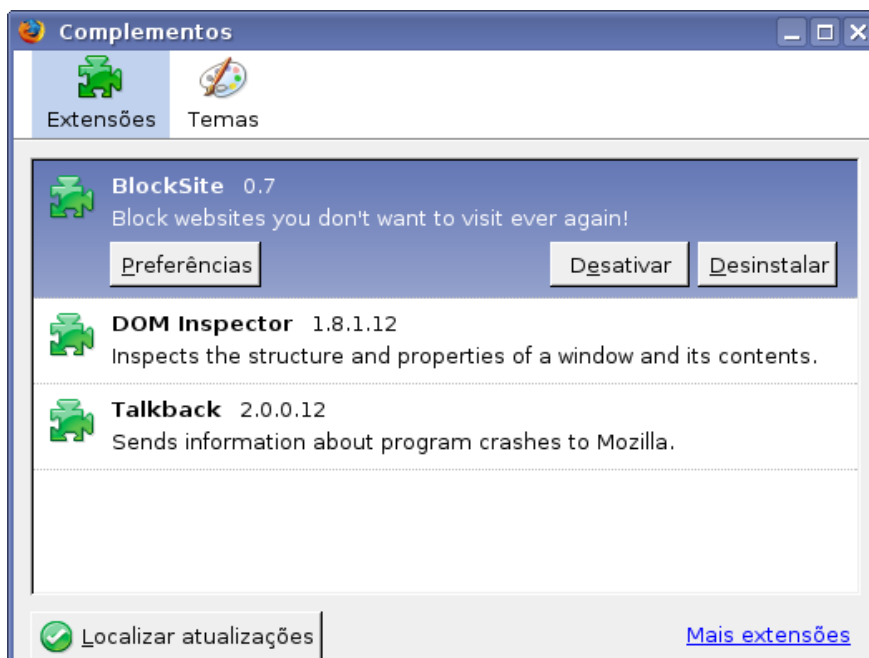 Complementos
Extensões Temas
BlockSite 0.7
Block websites you don't want to visit ever again!
Preferências Desativar Desinstalar
DOM Inspector 1.8.1.12
Inspects the structure and properties of a window and its contents.
Talkback 2.0.0.12
Sends information about program crashes to Mozilla.
Localizar atualizações Mais extensões